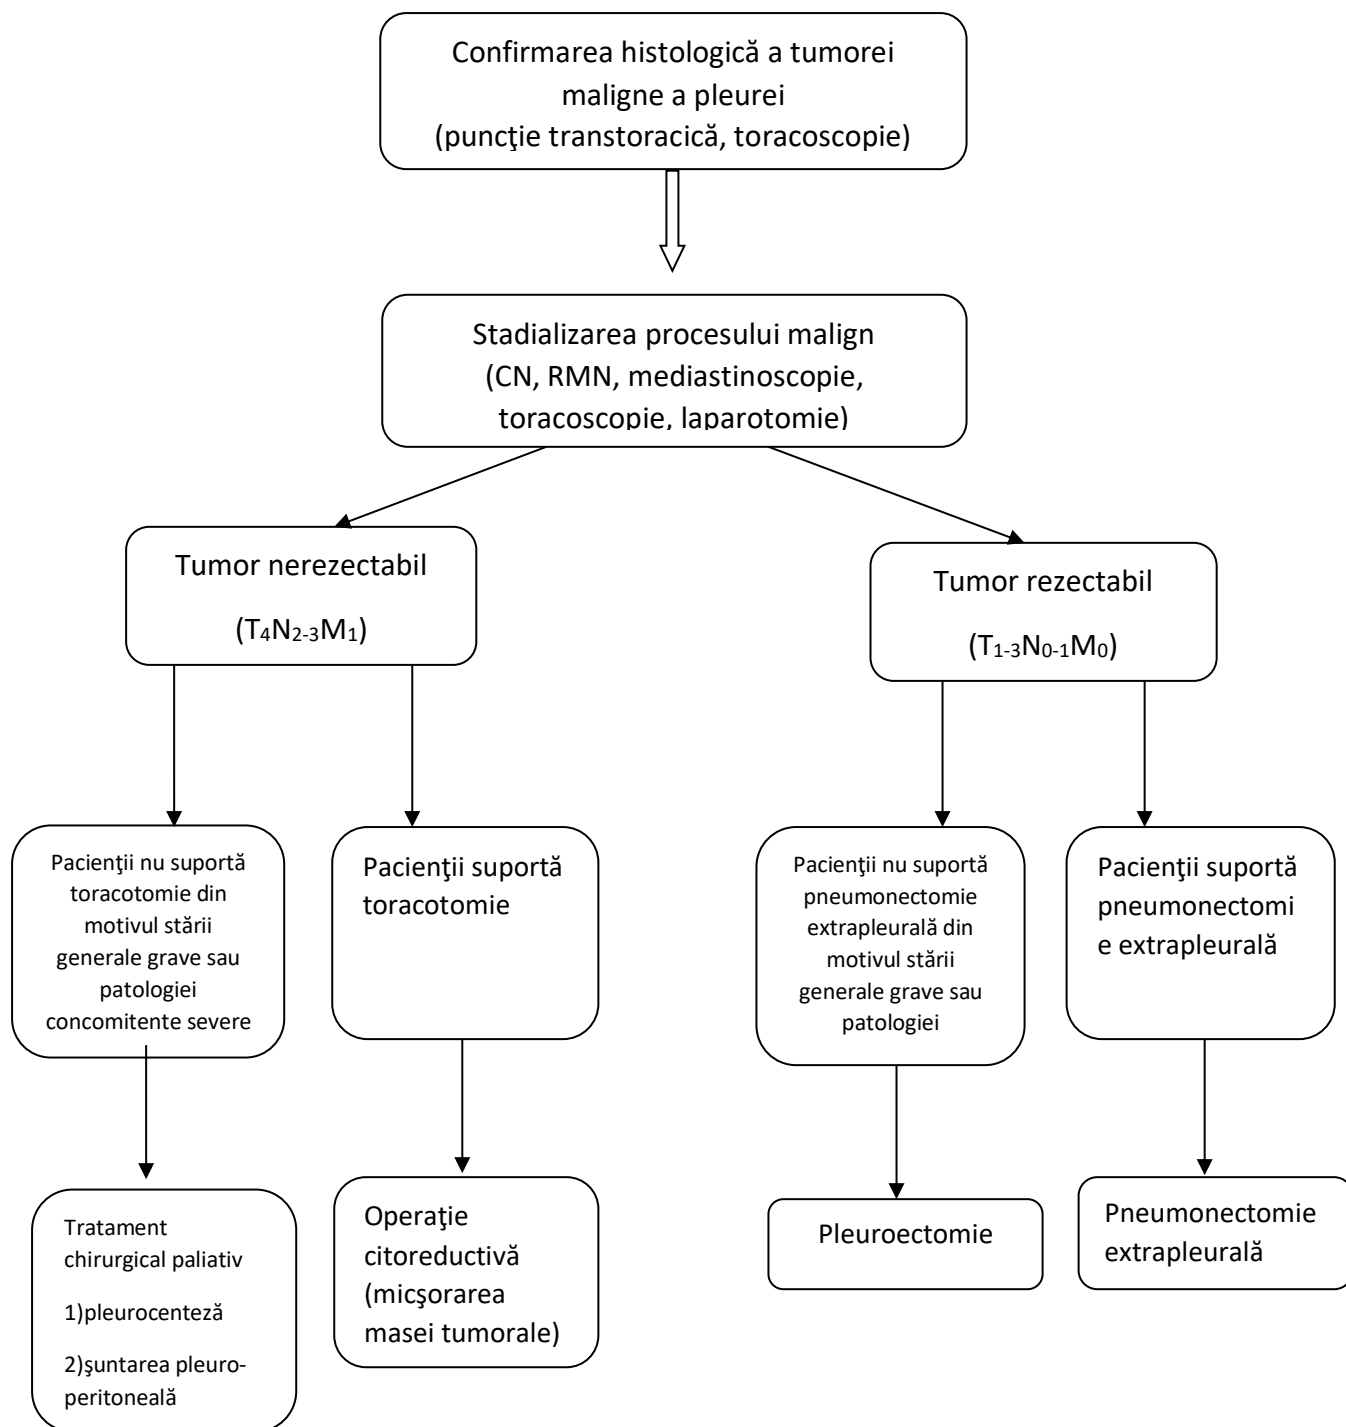 Confirmarea histologică a tumorei
maligne a pleurei
(puncţie transtoracică, toracoscopie)
Stadializarea procesului malign
(CN, RMN, mediastinoscopie,
toracoscopie, laparotomie)
Tumor nerezectabil
(T₄N₂₋₃M₁)
Tumor rezectabil
(T₁₋₃N₀₋₁M₀)
Pacienţii nu suportă
toracotomie din
motivul stării
generale grave sau
patologiei
concomitente severe
Pacienţii suportă
toracotomie
Pacienţii nu suportă
pneumonectomie
extrapleurală din
motivul stării
generale grave sau
patologiei
Pacienţii suportă
pneumonectomi
e extrapleurală
Tratament
chirurgical paliativ
1)pleurocenteză
2)şuntarea pleuro-
peritoneală
Operaţie
citoreductivă
(micşorarea
masei tumorale)
Pleuroectomie
Pneumonectomie
extrapleurală